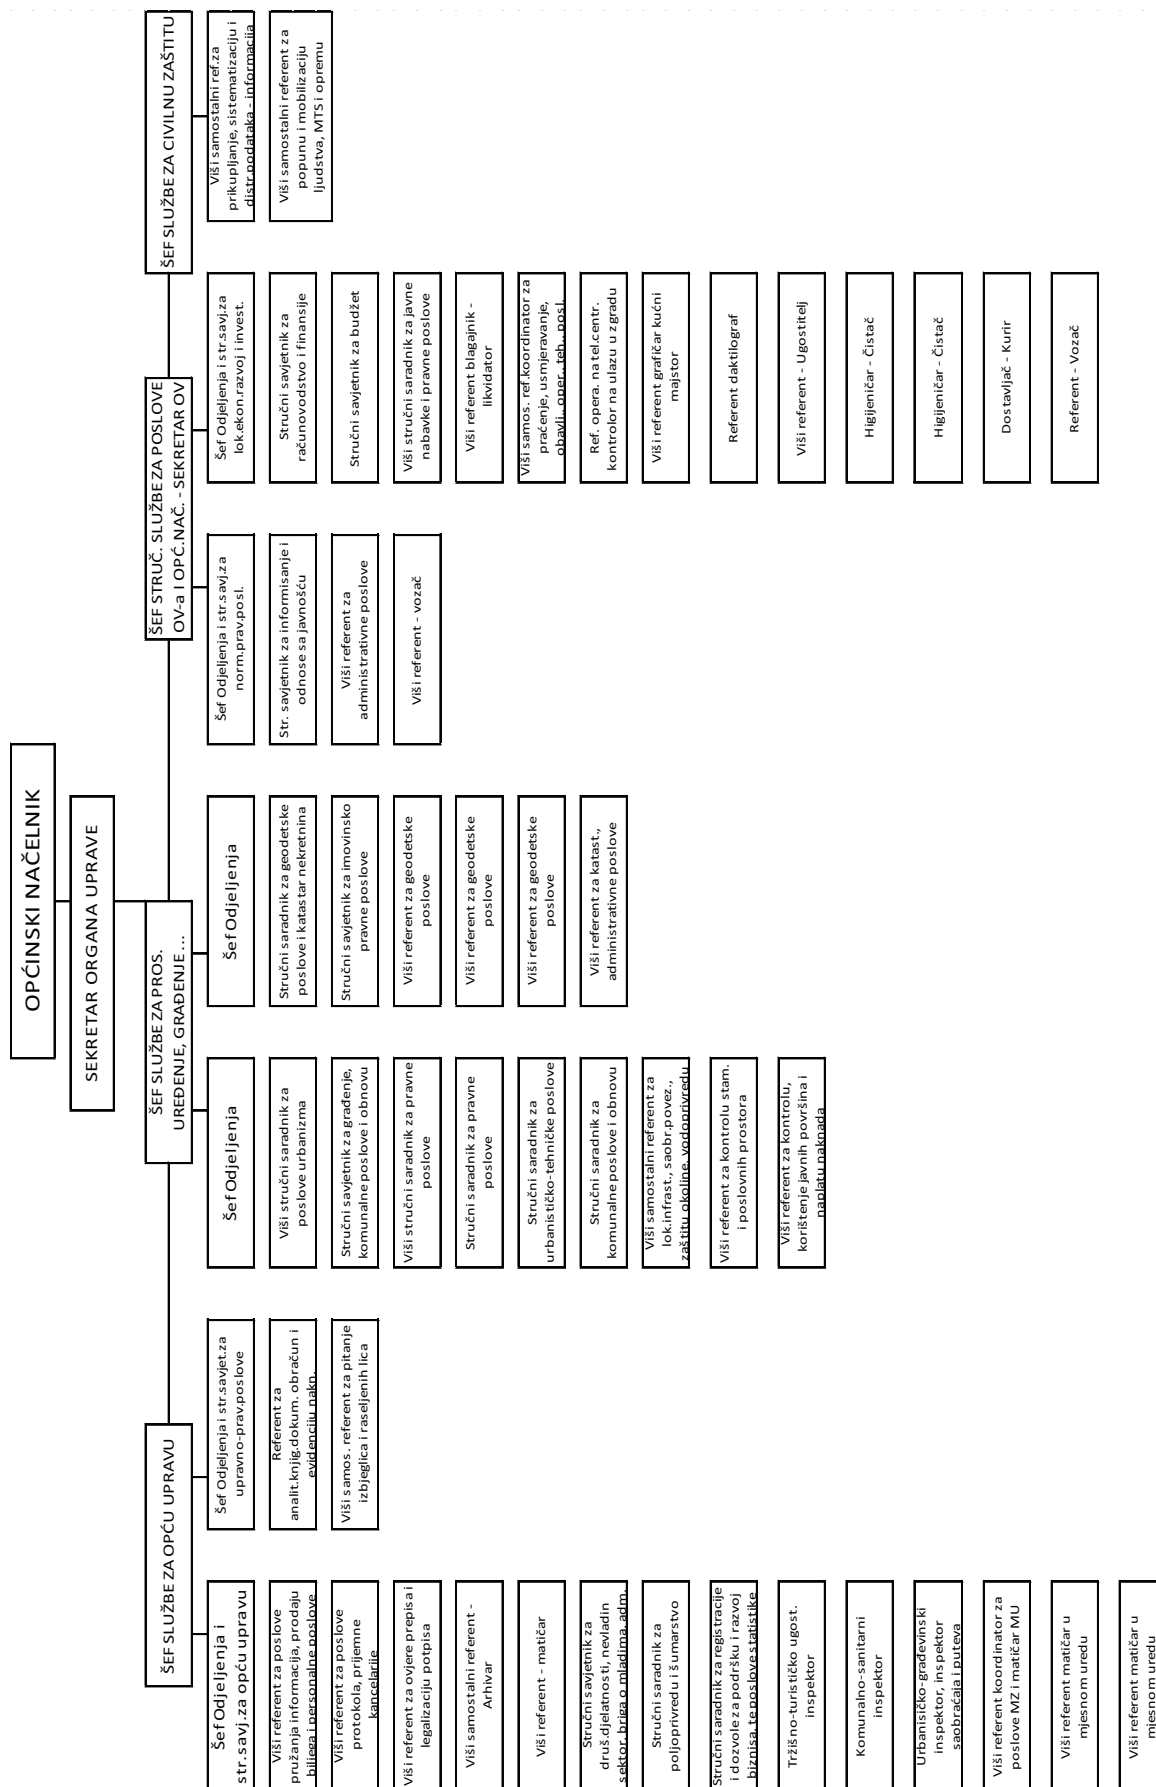 OPĆINSKI NAČELNIK
SEKRETAR ORGANA UPRAVE
ŠEF SLUŽBE ZA OPĆU UPRAVU
ŠEF SLUŽBE ZA PROS.
UREĐENJE, GRAĐENJE...
ŠEF STRUČ. SLUŽBE ZA POSLOVE
OV-a I OPĆ.NAČ. - SEKRETAR OV
ŠEF SLUŽBE ZA CIVILNU ZAŠTITU
Šef Odjeljenja i
str.savj.za opću upravu
Viši referent za poslove
pružanja informacija, prodaju
bilega i personalne poslove
Viši referent za poslove
protokola, prijemne
kancelarije
Viši referent za ovjere prepisa i
legalizaciju potpisa
Viši samostalni referent -
Arhivar
Viši referent - matičar
Stručni savjetnik za
druš.djelatnosti, nevladin
sektor, briga o mladima, adm.
Stručni saradnik za
poljoprivredu i šumarstvo
Stručni saradnik za registracije
i dozvole za podršku i razvoj
biznisa, te poslove statistike
Tržišno-turističko ugost.
inspektor
Komunalno-sanitarni
inspektor
Urbanisičko-građevinski
inspektor, inspektor
saobraćaja i puteva
Viši referent koordinator za
poslove MZ i matičar MU
Viši referent matičar u
mjesnom uredu
Viši referent matičar u
mjesnom uredu
Šef Odjeljenja i str.savjet.za
upravno-prav.poslove
Referent za
analit.knjig.dokum. obračun i
evidenciju nakn.
Viši samos. referent za pitanje
izbjeglica i raseljenih lica
Šef Odjeljenja
Viši stručni saradnik za
poslove urbanizma
Stručni savjetnik za građenje,
komunalne poslove i obnovu
Viši stručni saradnik za pravne
poslove
Stručni saradnik za pravne
poslove
Stručni saradnik za
urbanističko-tehničke poslove
Stručni saradnik za
komunalne poslove i obnovu
Viši samostalni referent za
lok.infrast., saobr.povez.,
zaštitu okoline, vodoprivredu
Viši referent za kontrolu stam.
i poslovnih prostora
Viši referent za kontrolu,
korištenje javnih površina i
naplatu naknada
Šef Odjeljenja
Stručni saradnik za geodetske
poslove i katastar nekretnina
Stručni savjetnik za imovinsko
pravne poslove
Viši referent za geodetske
poslove
Viši referent za geodetske
poslove
Viši referent za geodetske
poslove
Viši referent za katast.,
administrativne poslove
Šef Odjeljenja i str.savj.za
norm.prav.posl.
Str. savjetnik za informisanje i
odnose sa javnošću
Viši referent za
administrativne poslove
Viši referent - vozač
Šef Odjeljenja i str.savj.za
lok.ekon.razvoj i invest.
Stručni savjetnik za
računovodstvo i finansije
Stručni savjetnik za budžet
Viši stručni saradnik za javne
nabavke i pravne poslove
Viši referent blagajnik -
likvidator
Viši samos. ref.koordinator za
praćenje, usmjeravanje,
obavlj., oper., teh., posl.
Ref. opera. na tel.centr.
kontrolor na ulazu u zgradu
Viši referent grafičar kućni
majstor
Referent daktilograf
Viši referent - Ugostitelj
Higijeničar - Čistač
Higijeničar - Čistač
Dostavljač - Kurir
Referent - Vozač
Viši samostalni ref.za
prikupljanje, sistematizaciju i
distr.podataka - informacija
Viši samostalni referent za
popunu i mobilizaciju
ljudstva, MTS i opremu